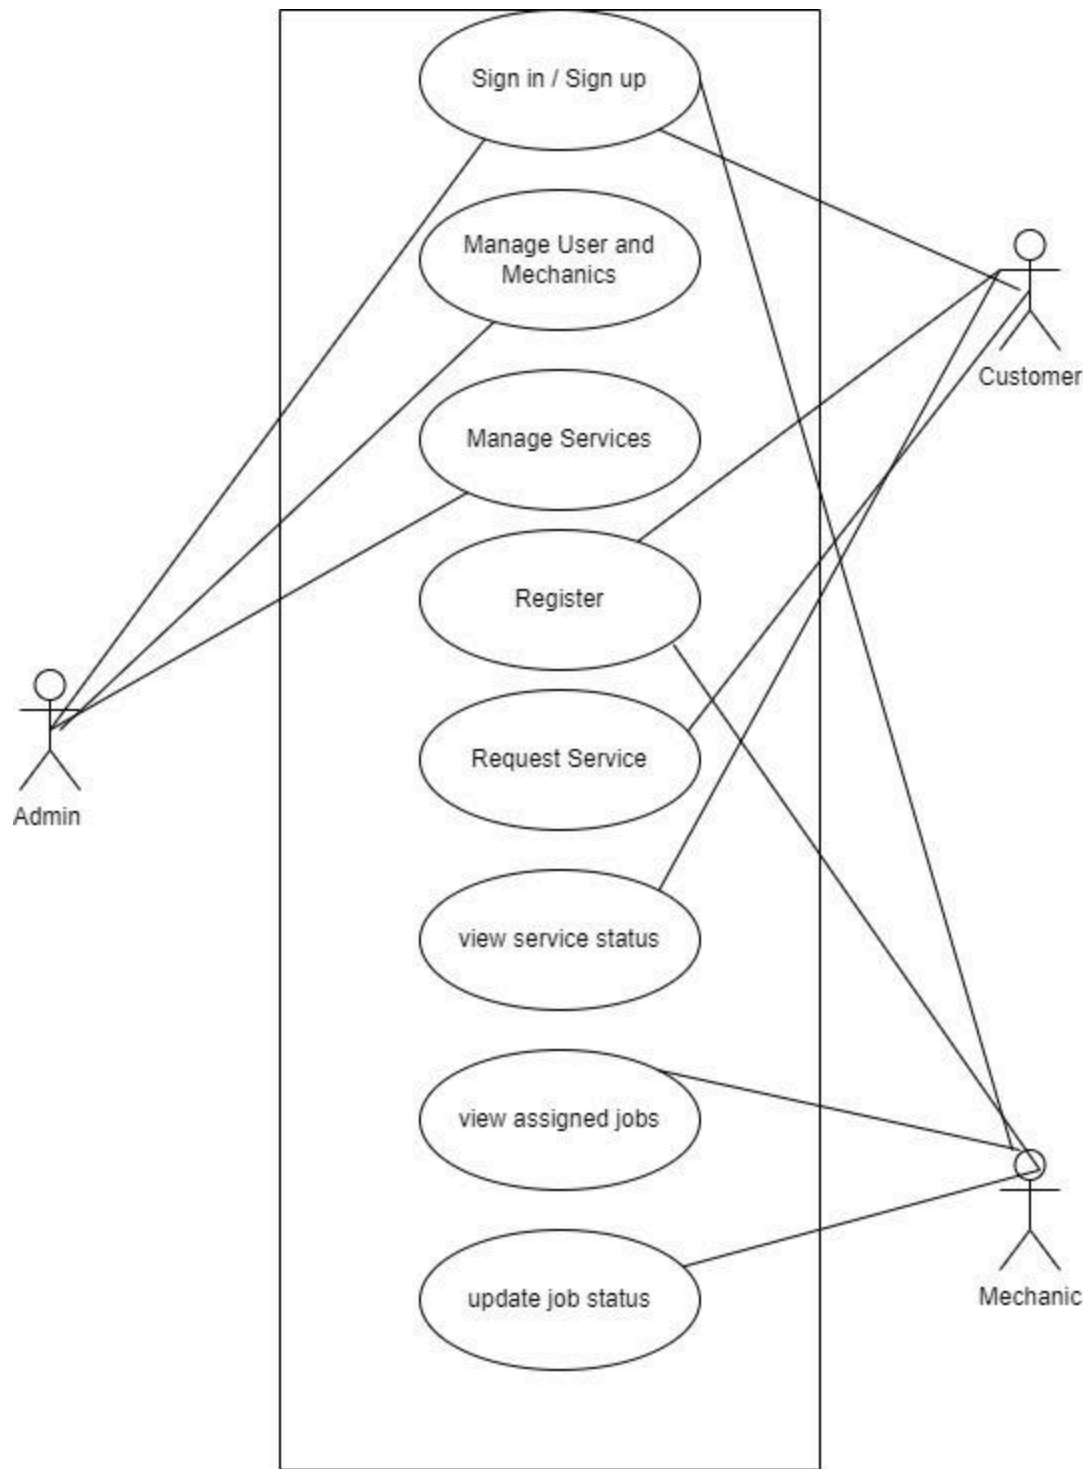 Sign in / Sign up
Manage User and
Mechanics
Customer
Manage Services
Register
Request Service
Admin
view service status
view assigned jobs
update job status
Mechanic